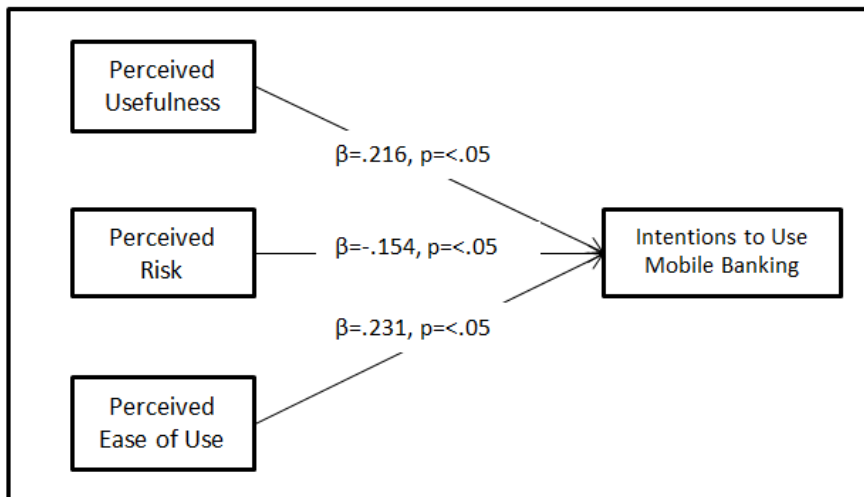 Perceived
Usefulness
β=.216, p=<.05
Perceived
Risk
β=-.154, p=<.05
Intentions to Use
Mobile Banking
β=.231, p=<.05
Perceived
Ease of Use